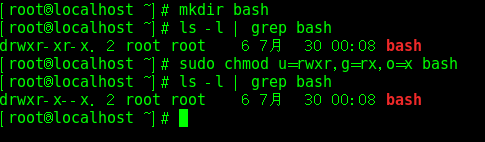 [root@localhost ~]# mkdir bash
[root@localhost ~]# ls -l | grep bash
drwxr-xr-x. 2 root root    6 7月  30 00:08 bash
[root@localhost ~]# sudo chmod u=rwxr,g=rx,o=x bash
[root@localhost ~]# ls -l | grep bash
drwxr-x--x. 2 root root    6 7月  30 00:08 bash
[root@localhost ~]#